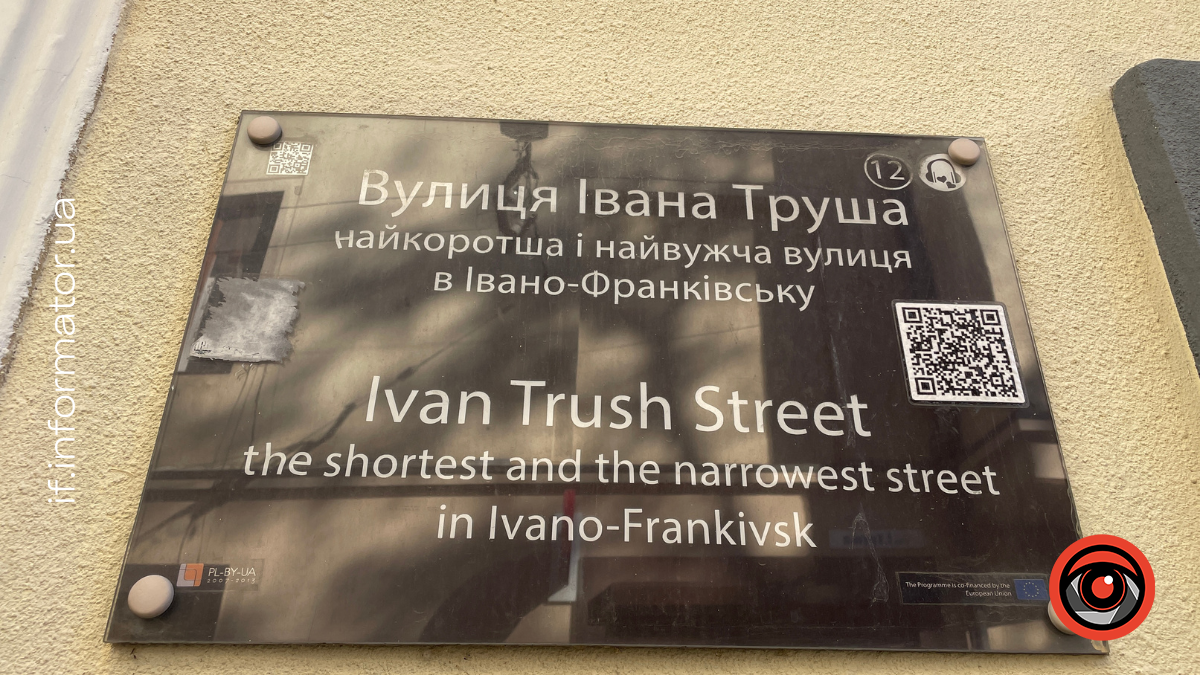 12
Вулиця Івана Труша
найкоротша і найвужча вулиця
в Івано-Франківську
Ivan Trush Street
the shortest and the narrowest street
in Ivano-Frankivsk
PL-BY-UA
2007-2013
The Programme is co-financed by the
European Union
if.informator.ua